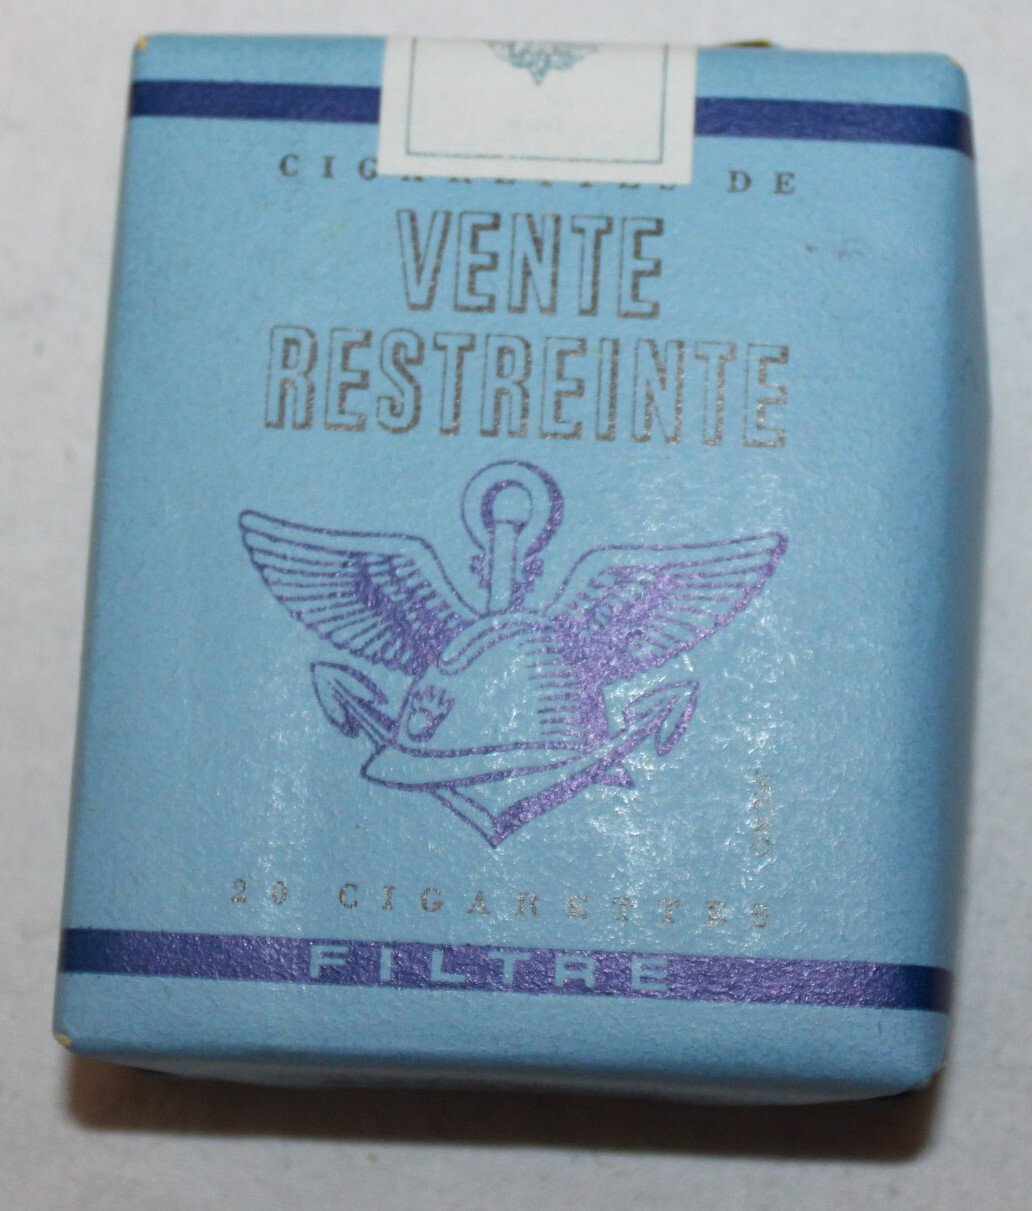 CIGARETTES DE
VENTE
RESTREINTE
20 CIGARETTES
FILTRE